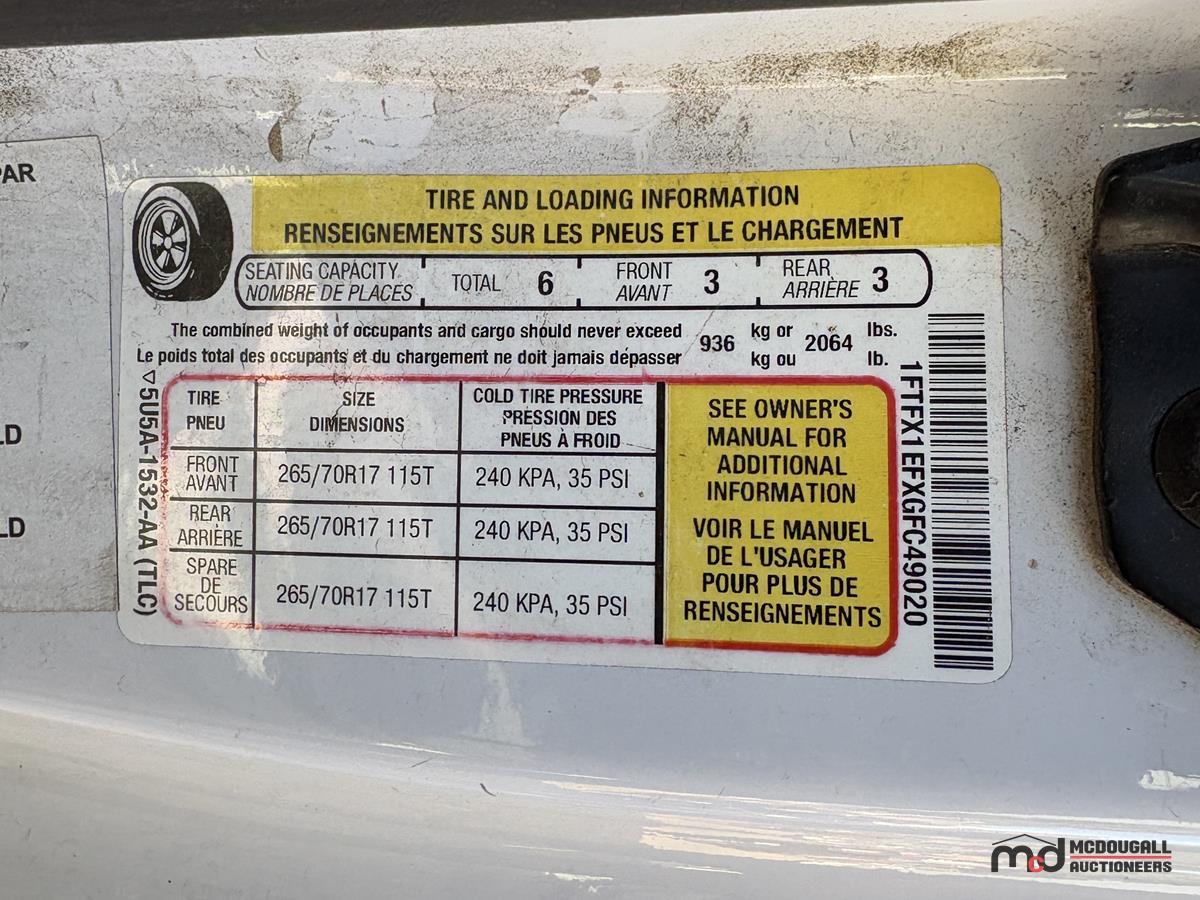 PAR
LD
LD
TIRE AND LOADING INFORMATION
RENSEIGNEMENTS SUR LES PNEUS ET LE CHARGEMENT
SEATING CAPACITY TOTAL 6 FRONT 3 REAR 3
NOMBRE DE PLACES AVANT ARRIÈRE
The combined weight of occupants and cargo should never exceed 936 kg or 2064 lbs.
Le poids total des occupants et du chargement ne doit jamais dépasser kg ou lb.
TIRE SIZE COLD TIRE PRESSURE
PNEU DIMENSIONS PRESSION DES
PNEUS À FROID
FRONT
AVANT 265/70R17 115T 240 KPA, 35 PSI
REAR
ARRIÈRE 265/70R17 115T 240 KPA, 35 PSI
SPARE
DE
SECOURS 265/70R17 115T 240 KPA, 35 PSI
SEE OWNER'S
MANUAL FOR
ADDITIONAL
INFORMATION
VOIR LE MANUEL
DE L'USAGER
POUR PLUS DE
RENSEIGNEMENTS
▽5U5A-1532-AA (TLC)
1FTFX1EFXGFC49020
mcd MCDOUGALL
AUCTIONEERS